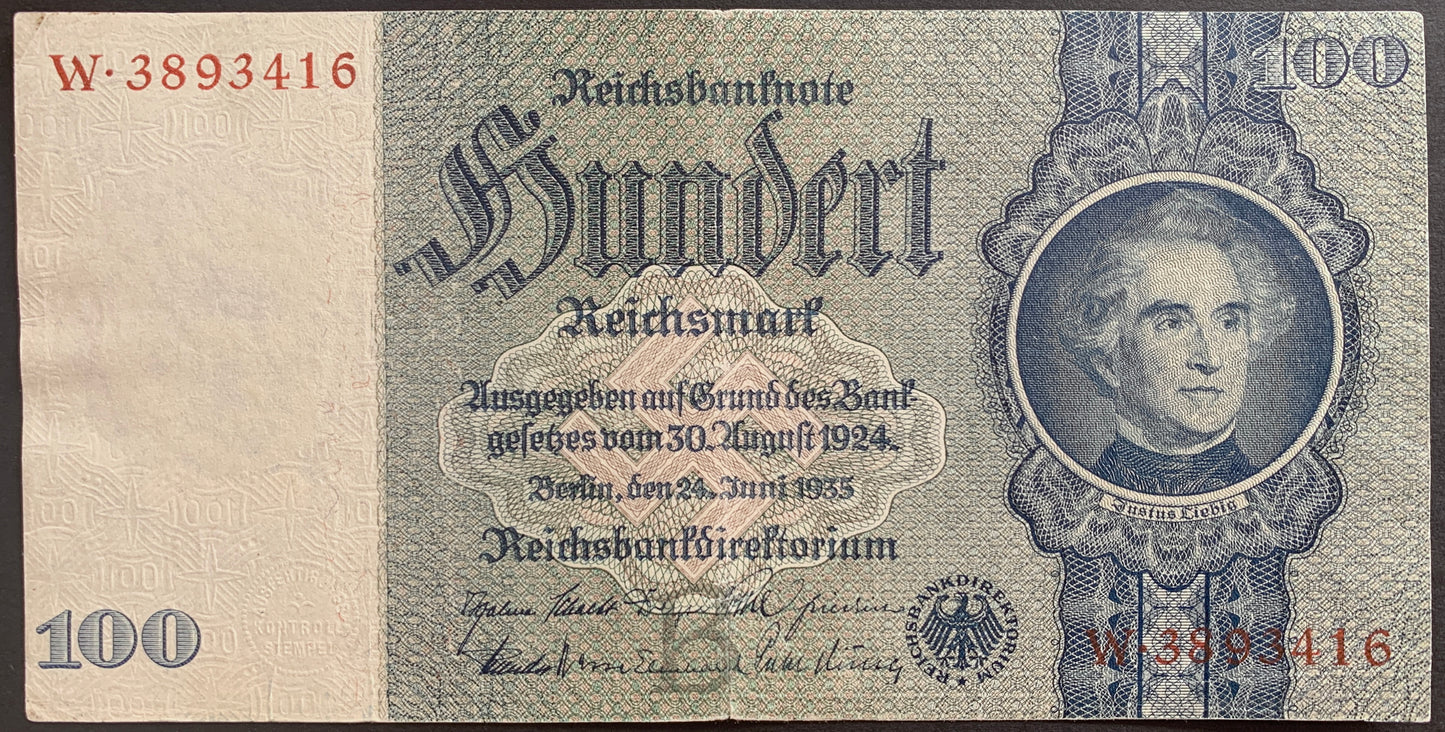 W·3893416
100
Reichsbanknote
Hundert
Reichsmark
Ausgegeben auf Grund des Bank-
gesetzes vom 30. August 1924.
Berlin, den 24. Juni 1935
Reichsbankdirektorium
Justus Liebig
REICHSBANKDIREKTORIUM
B
KONTROLL
STEMPEL
100
W·3893416